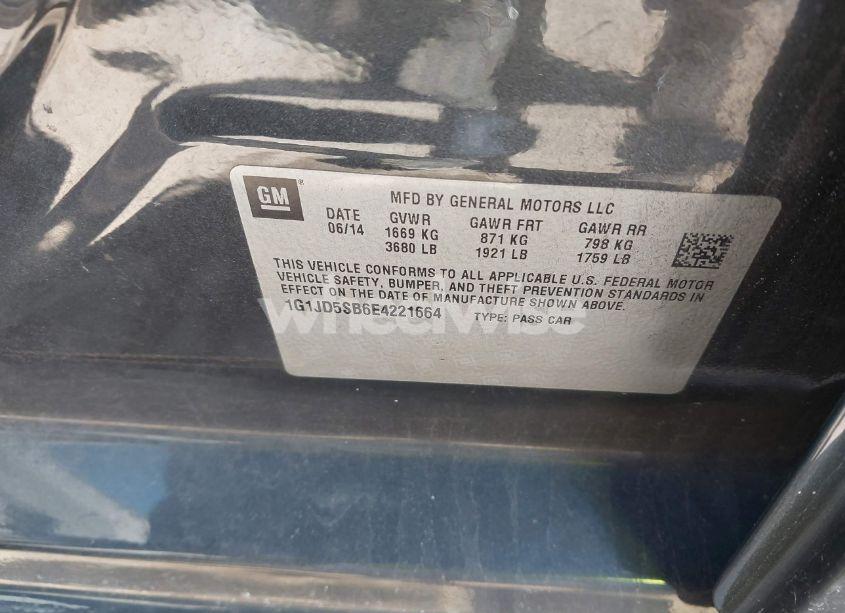 GM ®
MFD BY GENERAL MOTORS LLC
DATE GVWR GAWR FRT GAWR RR
06/14 1669 KG 871 KG 798 KG
3680 LB 1921 LB 1759 LB
THIS VEHICLE CONFORMS TO ALL APPLICABLE U.S. FEDERAL MOTOR
VEHICLE SAFETY, BUMPER, AND THEFT PREVENTION STANDARDS IN
EFFECT ON THE DATE OF MANUFACTURE SHOWN ABOVE.
1G1JD5SB6E4221664 TYPE: PASS CAR
WheelVibe